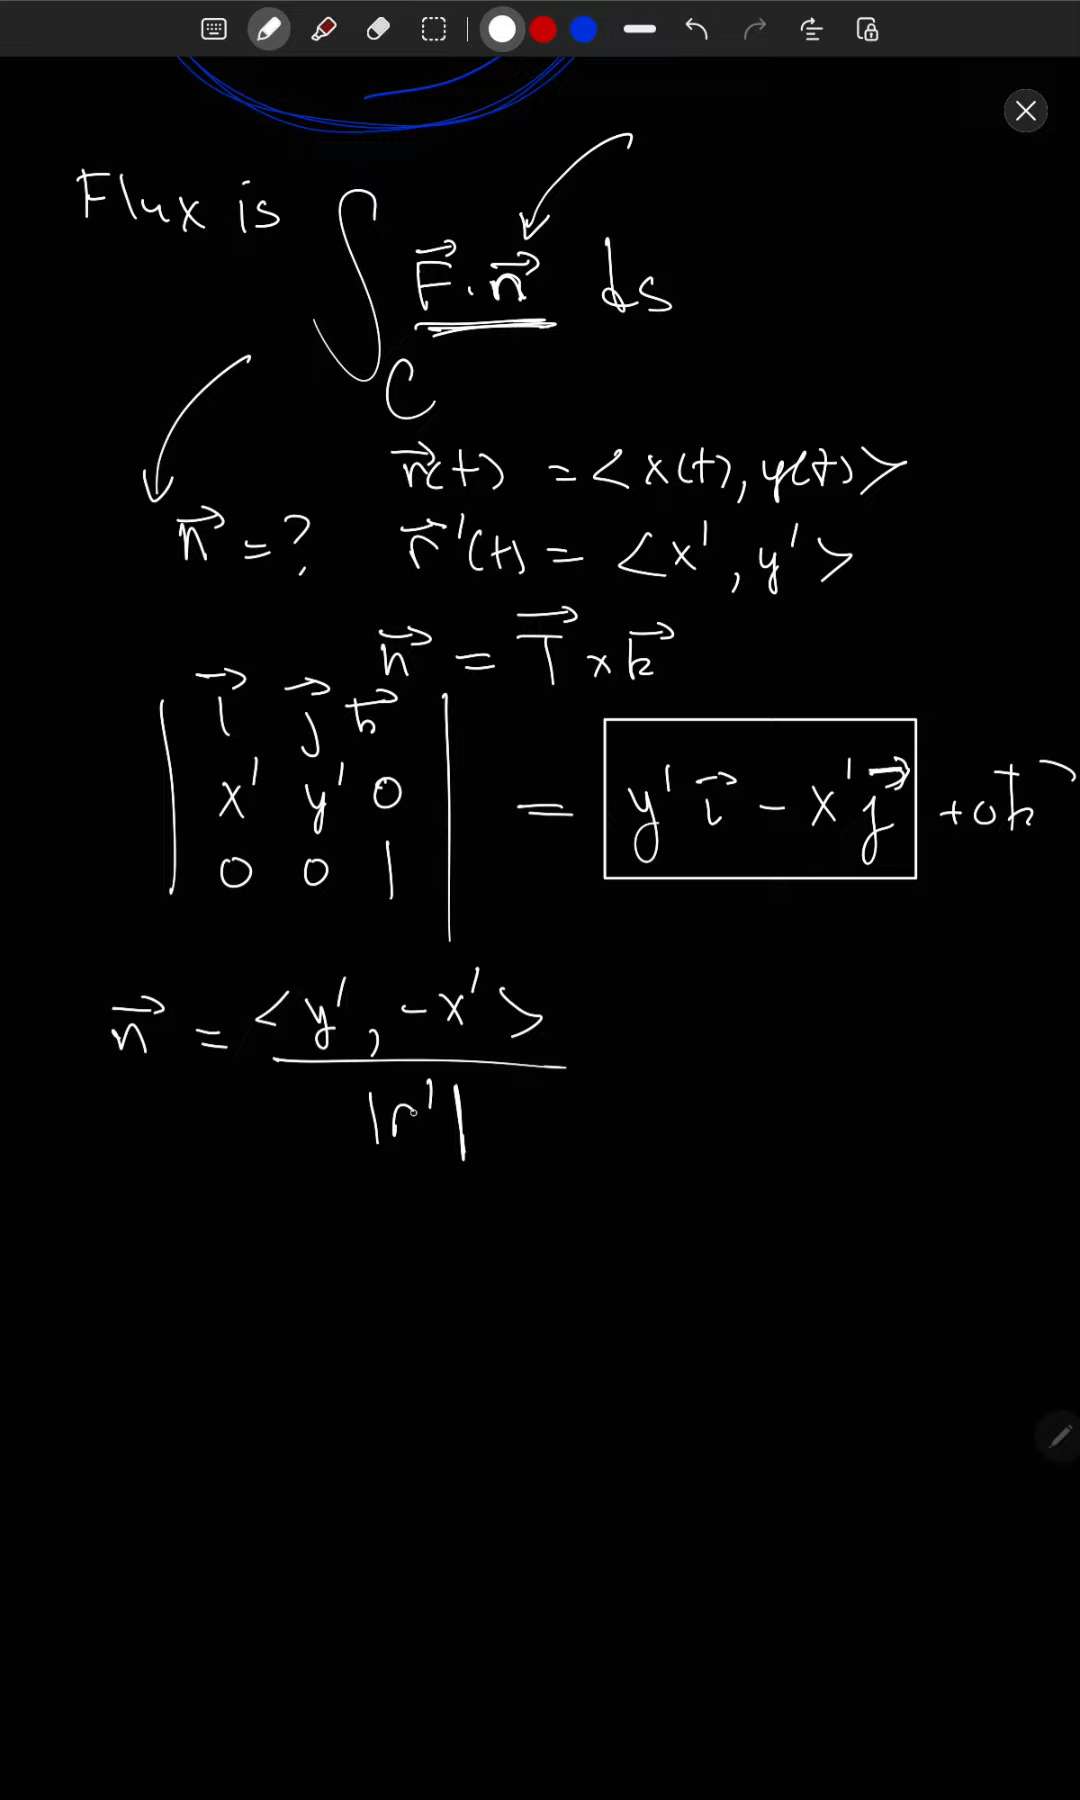 Flux is ∫_C F⃗ · n⃗ ds
r⃗(t) = <x(t), y(t)>
n⃗ = ? r⃗'(t) = <x', y'>
n⃗ = T⃗ × k⃗
| i⃗ j⃗ k⃗ |
| x' y' 0 | = y' i⃗ - x' j⃗ + 0k⃗
| 0 0 1 |
n⃗ = <y', -x'>
|r'|